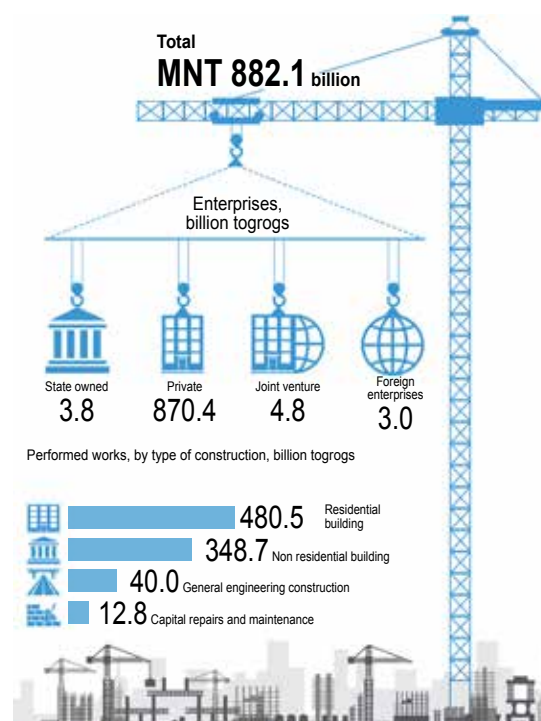 Total
MNT 882.1 billion
Enterprises,
billion togrogs
State owned
3.8
Private
870.4
Joint venture
4.8
Foreign
enterprises
3.0
Performed works, by type of construction, billion togrogs
480.5 Residential
building
348.7 Non residential building
40.0 General engineering construction
12.8 Capital repairs and maintenance